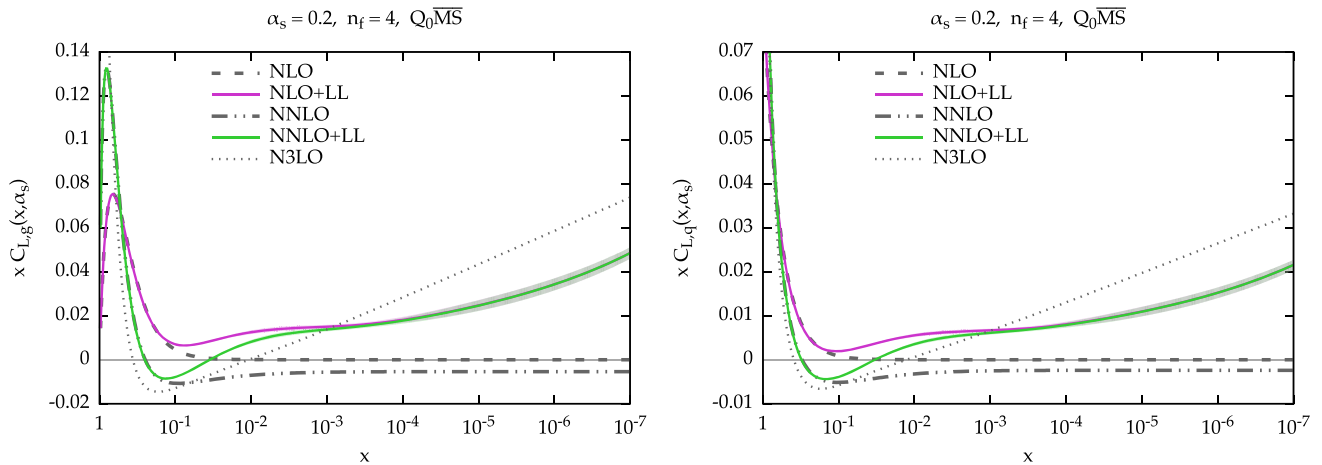 αs = 0.2, nf = 4, Q0MS
0.14
0.12
0.1
0.08
0.06
0.04
0.02
0
-0.02
x CL,g(x,αs)
NLO
NLO+LL
NNLO
NNLO+LL
N3LO
1 10-1 10-2 10-3 10-4 10-5 10-6 10-7
x
αs = 0.2, nf = 4, Q0MS
0.07
0.06
0.05
0.04
0.03
0.02
0.01
0
-0.01
x CL,q(x,αs)
NLO
NLO+LL
NNLO
NNLO+LL
N3LO
1 10-1 10-2 10-3 10-4 10-5 10-6 10-7
x